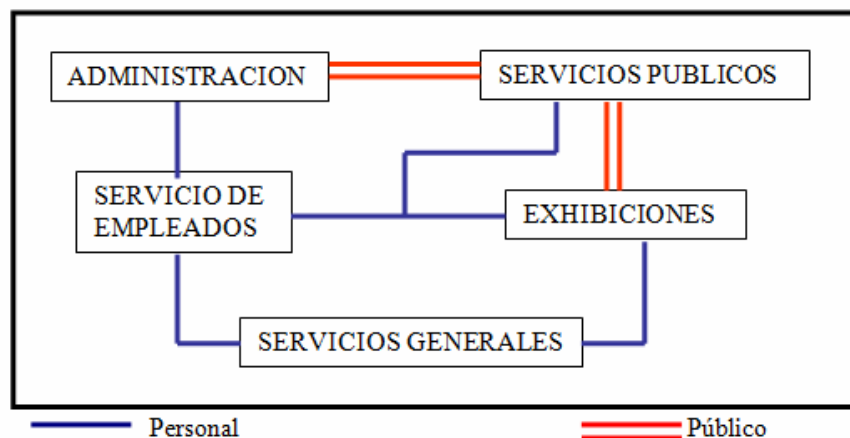 ADMINISTRACION
SERVICIOS PUBLICOS
SERVICIO DE
EMPLEADOS
EXHIBICIONES
SERVICIOS GENERALES
Personal
Público